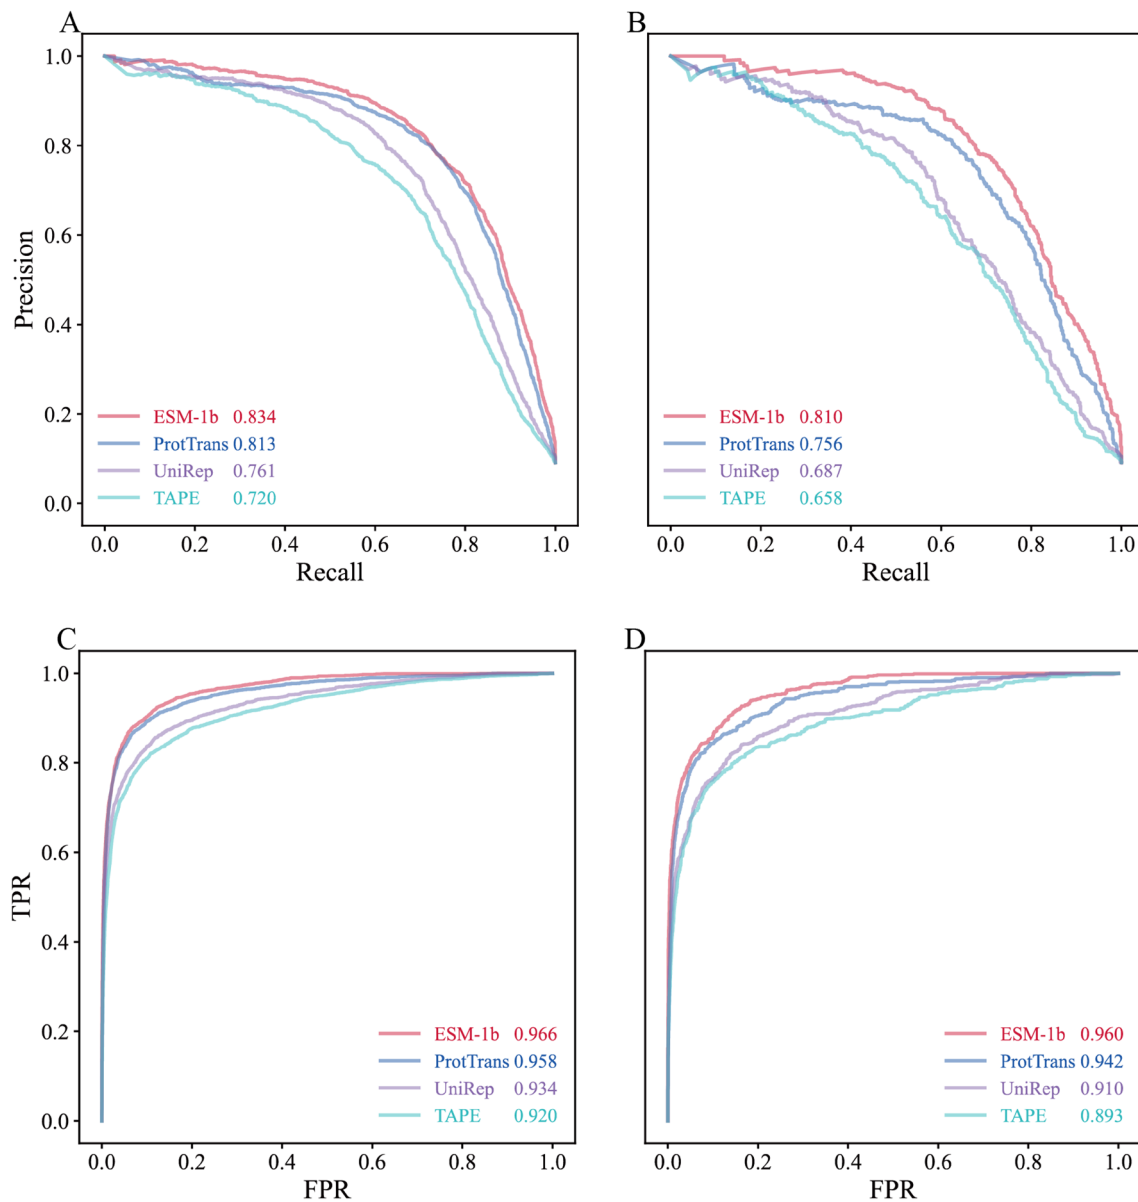 A
1.0
0.8
0.6
0.4
0.2
0.0
Precision
ESM-1b 0.834
ProtTrans 0.813
UniRep 0.761
TAPE 0.720
0.0 0.2 0.4 0.6 0.8 1.0
Recall
B
ESM-1b 0.810
ProtTrans 0.756
UniRep 0.687
TAPE 0.658
0.0 0.2 0.4 0.6 0.8 1.0
Recall
C
1.0
0.8
0.6
0.4
0.2
0.0
TPR
ESM-1b 0.966
ProtTrans 0.958
UniRep 0.934
TAPE 0.920
0.0 0.2 0.4 0.6 0.8 1.0
FPR
D
ESM-1b 0.960
ProtTrans 0.942
UniRep 0.910
TAPE 0.893
0.0 0.2 0.4 0.6 0.8 1.0
FPR